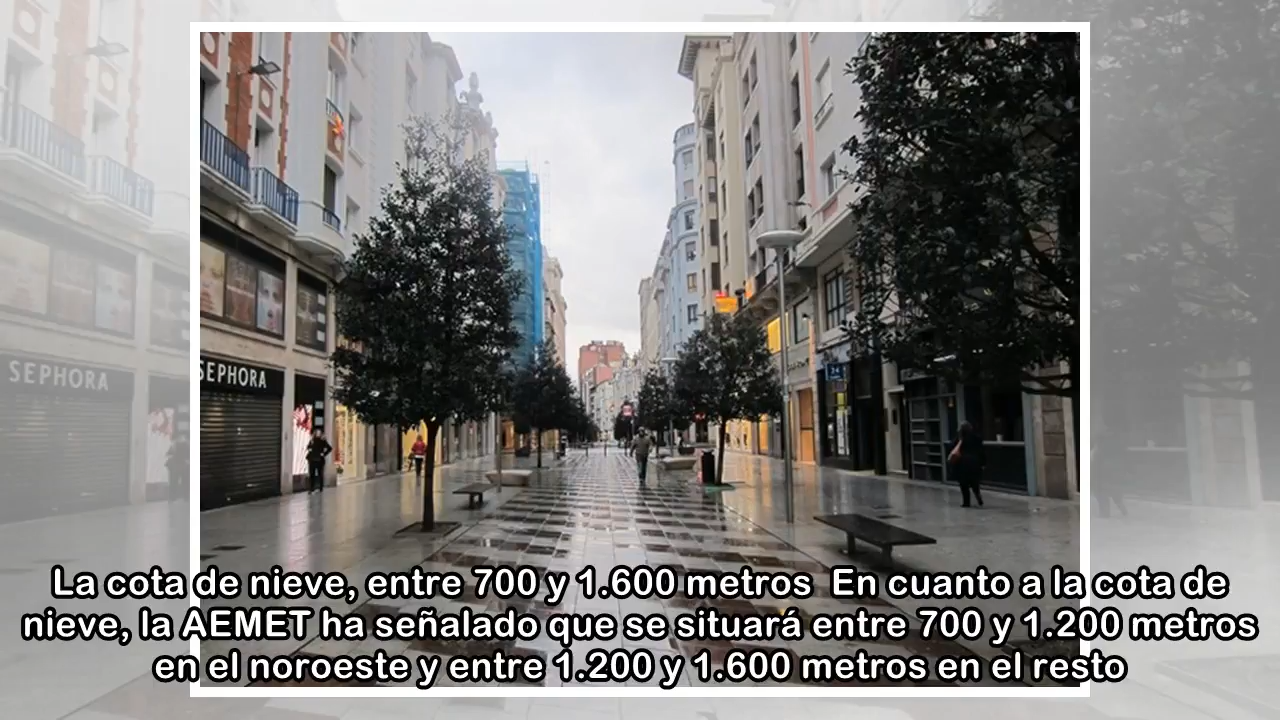 SEPHORA
SEPHORA
24
La cota de nieve, entre 700 y 1.600 metros  En cuanto a la cota de
nieve, la AEMET ha señalado que se situará entre 700 y 1.200 metros
en el noroeste y entre 1.200 y 1.600 metros en el resto